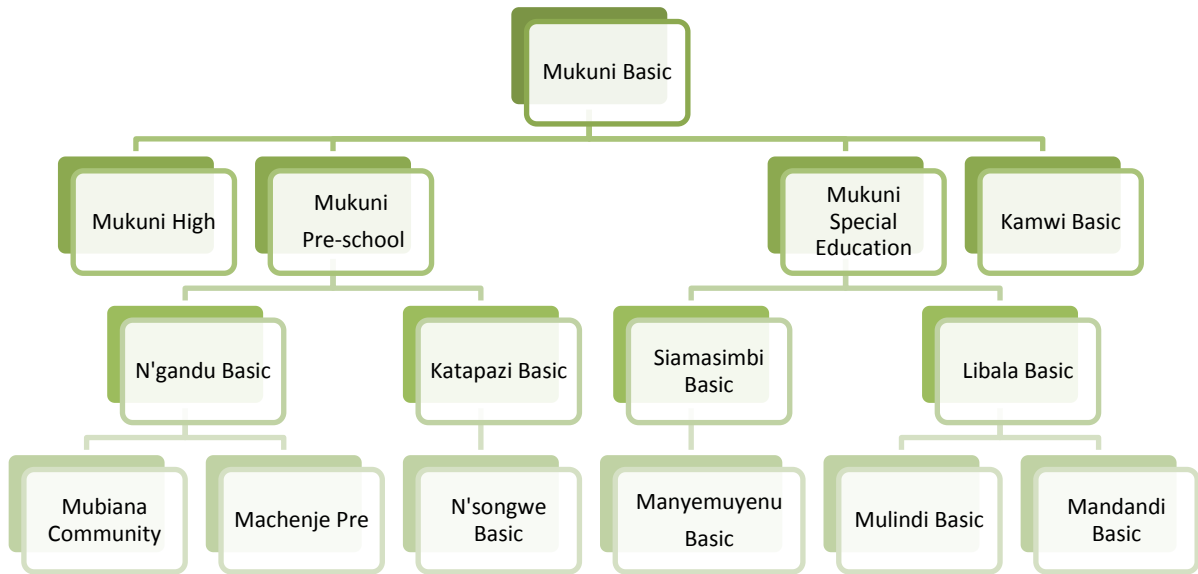 Mukuni Basic
Mukuni High
Mukuni
Pre-school
Mukuni
Special
Education
Kamwi Basic
N'gandu Basic
Katapazi Basic
Siamasimbi
Basic
Libala Basic
Mubiana
Community
Machenje Pre
N'songwe
Basic
Manyemuyenu
Basic
Mulindi Basic
Mandandi
Basic